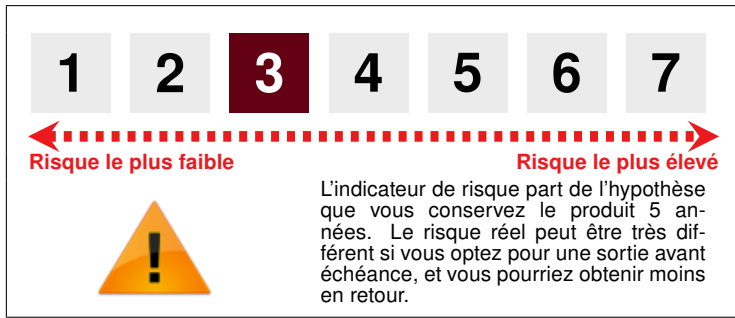 1 2 3 4 5 6 7
Risque le plus faible Risque le plus élevé
L'indicateur de risque part de l'hypothèse
que vous conservez le produit 5 an-
nées. Le risque réel peut être très dif-
férent si vous optez pour une sortie avant
échéance, et vous pourriez obtenir moins
en retour.
!